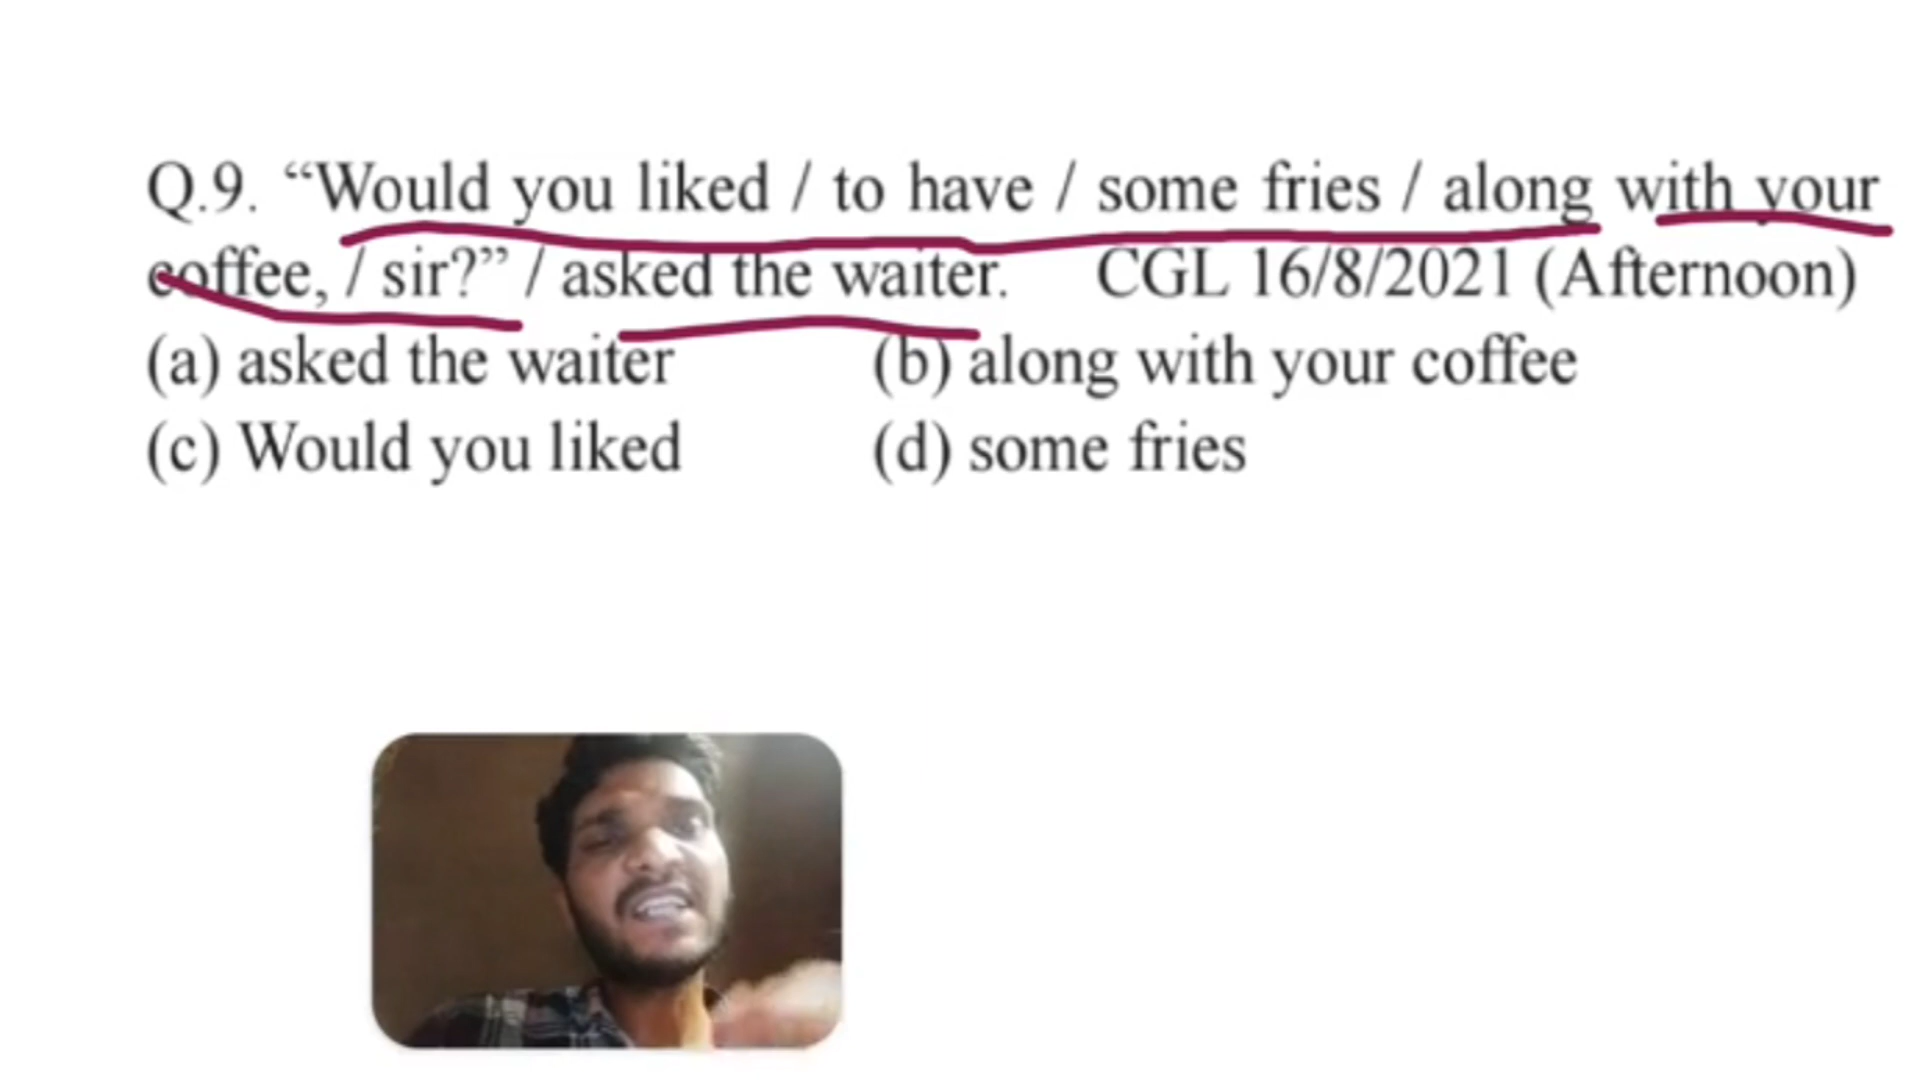 Q.9. “Would you liked / to have / some fries / along with your
coffee, / sir?” / asked the waiter. CGL 16/8/2021 (Afternoon)
(a) asked the waiter (b) along with your coffee
(c) Would you liked (d) some fries